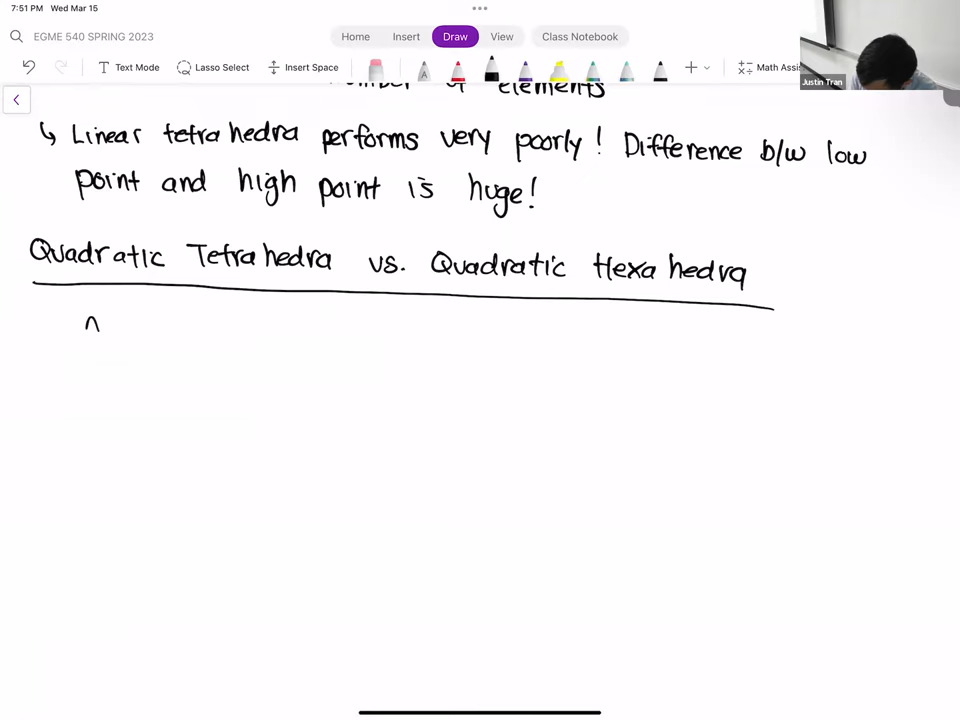 7:51 PM Wed Mar 15
EGME 540 SPRING 2023
Home Insert Draw View Class Notebook
Text Mode Lasso Select Insert Space A Math Assis
Justin Tran
of elements
↳ Linear tetrahedra performs very poorly! Difference b/w low
point and high point is huge!
Quadratic Tetrahedra vs. Quadratic Hexahedra